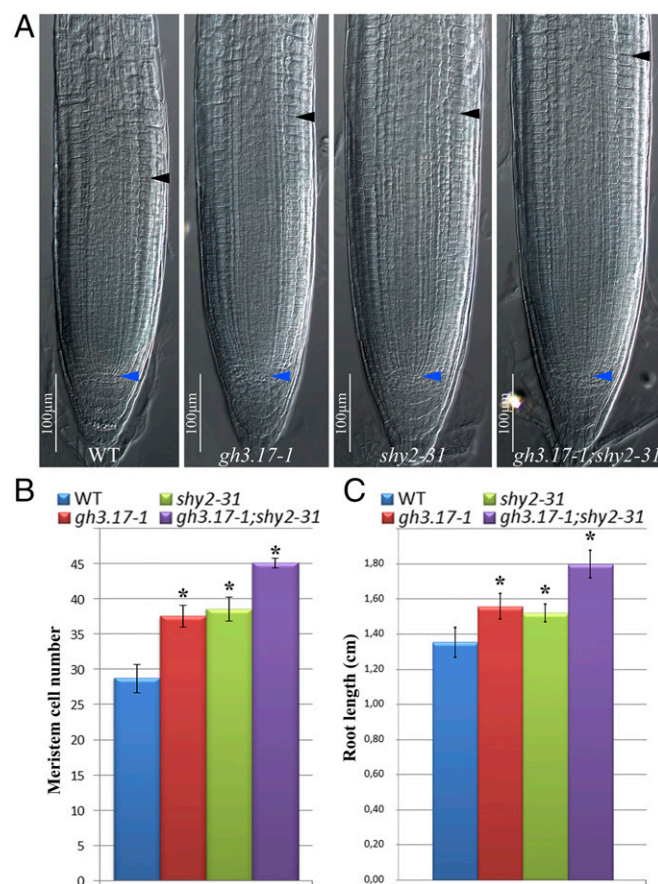 A
100μm
WT
100μm
gh3.17-1
100μm
shy2-31
100μm
gh3.17-1;shy2-31
B
WT
shy2-31
gh3.17-1
gh3.17-1;shy2-31
Meristem cell number
45
40
35
30
25
20
15
10
5
0
*
*
*
C
WT
shy2-31
gh3.17-1
gh3.17-1;shy2-31
Root length (cm)
1,80
1,60
1,40
1,20
1,00
0,80
0,60
0,40
0,20
0,00
*
*
*